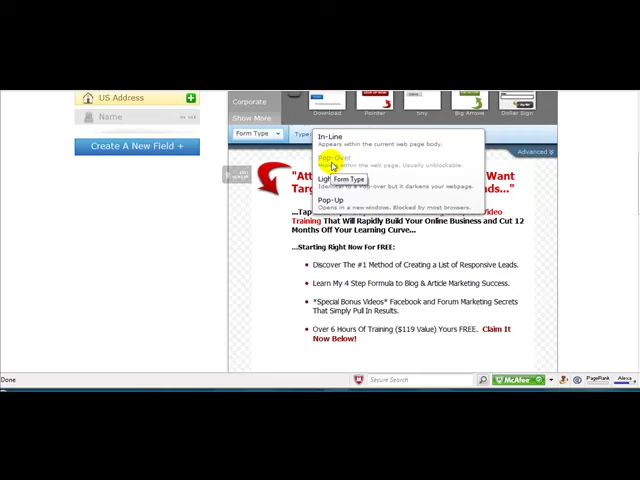 US Address
Name
Create A New Field +
Corporate
Show More
Download
Pointer
tiny
Big Arrow
Dollar Sign
Form Type
Type:
In-Line
Appears within the current web page body.
Pop-Over
within the web page. Usually unblockable.
Form Type
Identical to a Pop-over but it darkens your webpage.
Pop-Up
Opens in a new window. Blocked by most browsers.
Advanced
"Att
Want
Targ
ds..."
...Tap
Video
Training That Will Rapidly Build Your Online Business and Cut 12
Months Off Your Learning Curve...
...Starting Right Now For FREE:
Discover The #1 Method of Creating a List of Responsive Leads.
Learn My 4 Step Formula to Blog & Article Marketing Success.
*Special Bonus Videos* Facebook and Forum Marketing Secrets
That Simply Pull In Results.
Over 6 Hours Of Training ($119 Value) Yours FREE. Claim It
Now Below!
Done
Secure Search
McAfee
PageRank
Alexa